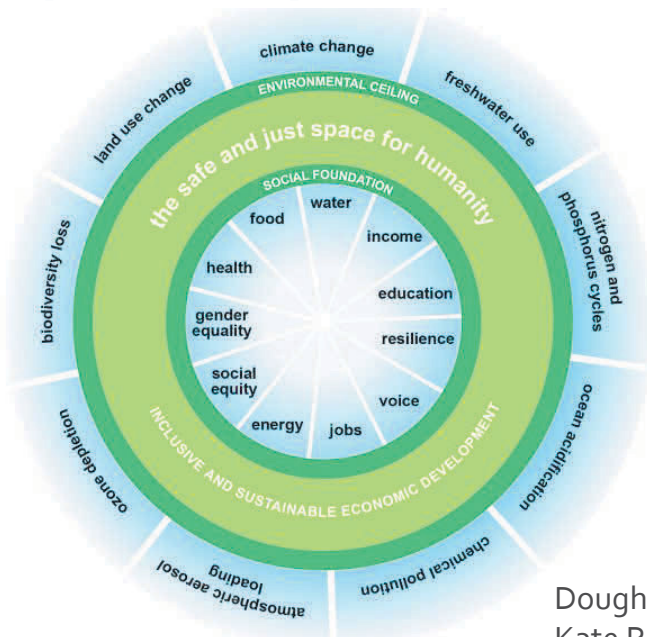 climate change
freshwater use
nitrogen and
phosphorus cycles
ocean acidification
chemical pollution
atmospheric aerosol
loading
ozone depletion
biodiversity loss
land use change
ENVIRONMENTAL CEILING
the safe and just space for humanity
SOCIAL FOUNDATION
water
income
education
resilience
voice
jobs
energy
social
equity
gender
equality
health
food
INCLUSIVE AND SUSTAINABLE ECONOMIC DEVELOPMENT
Dough